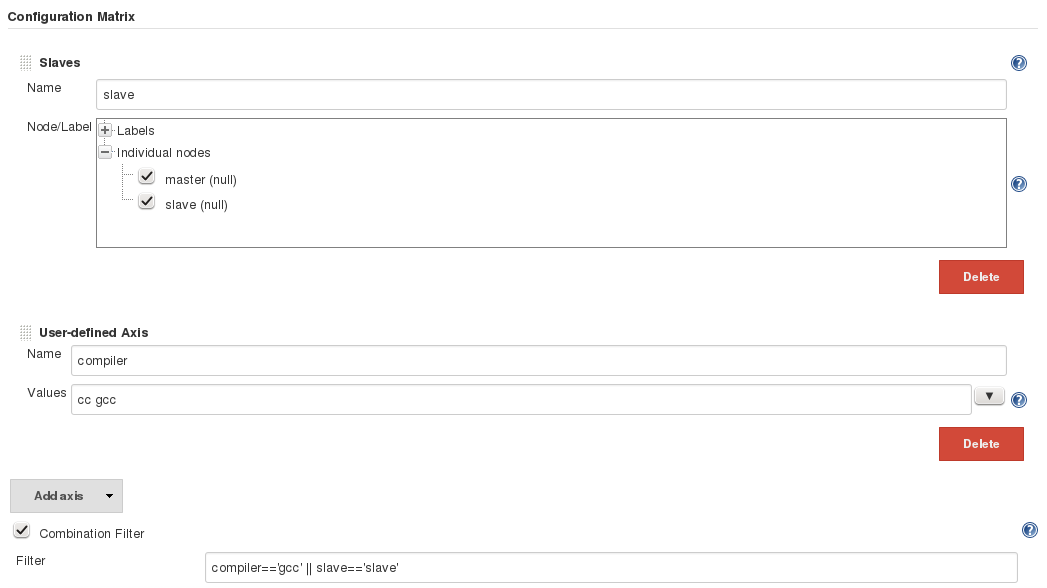 Configuration Matrix
Slaves
Name
slave
Node/Label
Labels
Individual nodes
master (null)
slave (null)
Delete
User-defined Axis
Name
compiler
Values
cc gcc
Delete
Add axis
Combination Filter
Filter
compiler=='gcc' || slave=='slave'